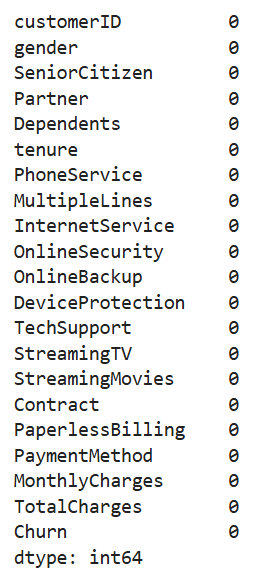 customerID 0
gender 0
SeniorCitizen 0
Partner 0
Dependents 0
tenure 0
PhoneService 0
MultipleLines 0
InternetService 0
OnlineSecurity 0
OnlineBackup 0
DeviceProtection 0
TechSupport 0
StreamingTV 0
StreamingMovies 0
Contract 0
PaperlessBilling 0
PaymentMethod 0
MonthlyCharges 0
TotalCharges 0
Churn 0
dtype: int64